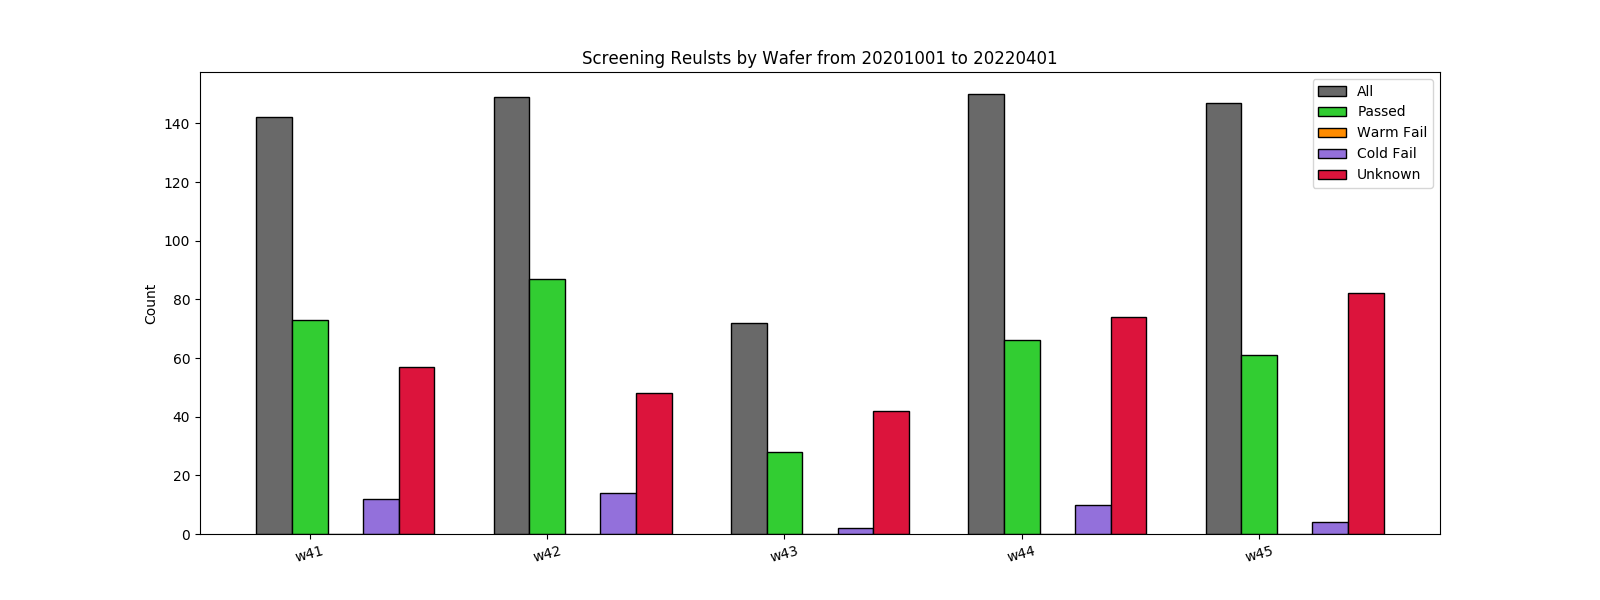 Screening Reulsts by Wafer from 20201001 to 20220401
All
Passed
Warm Fail
Cold Fail
Unknown
Count
140
120
100
80
60
40
20
0
w41
w42
w43
w44
w45